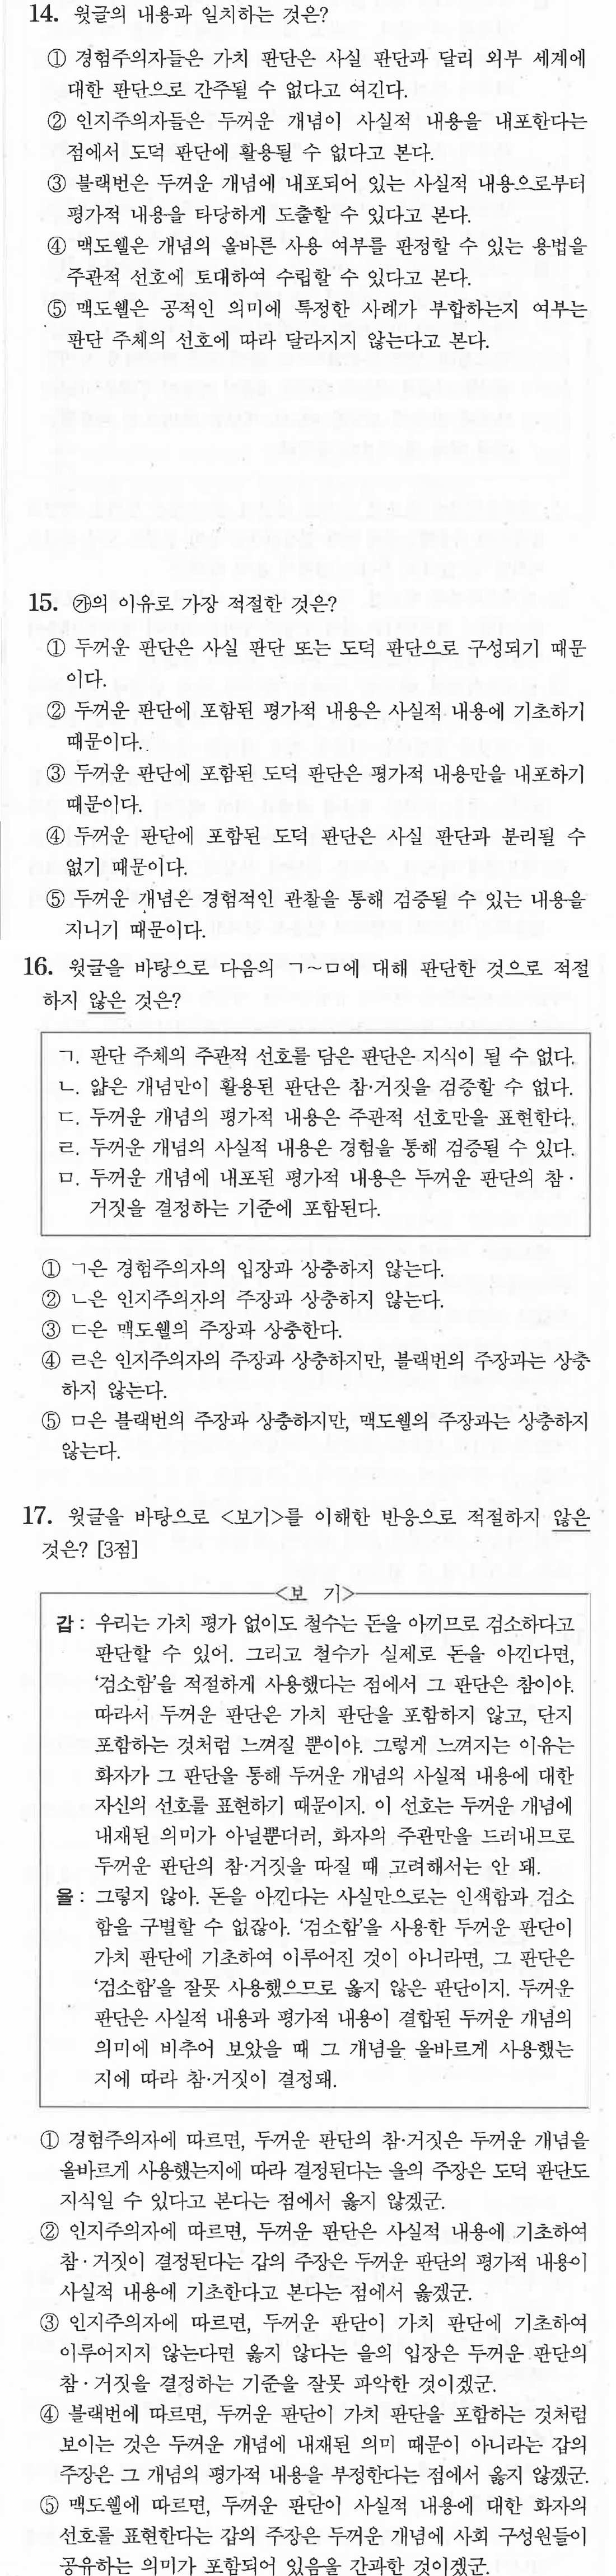 14. 윗글의 내용과 일치하는 것은?
① 경험주의자들은 가치 판단은 사실 판단과 달리 외부 세계에
대한 판단으로 간주될 수 없다고 여긴다.
② 인지주의자들은 두꺼운 개념이 사실적 내용을 내포한다는
점에서 도덕 판단에 활용될 수 없다고 본다.
③ 블랙번은 두꺼운 개념에 내포되어 있는 사실적 내용으로부터
평가적 내용을 타당하게 도출할 수 있다고 본다.
④ 맥도웰은 개념의 올바른 사용 여부를 판정할 수 있는 용법을
주관적 선호에 토대하여 수립할 수 있다고 본다.
⑤ 맥도웰은 공적인 의미에 특정한 사례가 부합하는지 여부는
판단 주체의 선호에 따라 달라지지 않는다고 본다.
15. ㉮의 이유로 가장 적절한 것은?
① 두꺼운 판단은 사실 판단 또는 도덕 판단으로 구성되기 때문
이다.
② 두꺼운 판단에 포함된 평가적 내용은 사실적 내용에 기초하기
때문이다.
③ 두꺼운 판단에 포함된 도덕 판단은 평가적 내용만을 내포하기
때문이다.
④ 두꺼운 판단에 포함된 도덕 판단은 사실 판단과 분리될 수
없기 때문이다.
⑤ 두꺼운 개념은 경험적인 관찰을 통해 검증될 수 있는 내용을
지니기 때문이다.
16. 윗글을 바탕으로 다음의 ㄱ~ㅁ에 대해 판단한 것으로 적절
하지 않은 것은?
ㄱ. 판단 주체의 주관적 선호를 담은 판단은 지식이 될 수 없다.
ㄴ. 얇은 개념만이 활용된 판단은 참·거짓을 검증할 수 없다.
ㄷ. 두꺼운 개념의 평가적 내용은 주관적 선호만을 표현한다.
ㄹ. 두꺼운 개념의 사실적 내용은 경험을 통해 검증될 수 있다.
ㅁ. 두꺼운 개념에 내포된 평가적 내용은 두꺼운 판단의 참·
거짓을 결정하는 기준에 포함된다.
① ㄱ은 경험주의자의 입장과 상충하지 않는다.
② ㄴ은 인지주의자의 주장과 상충하지 않는다.
③ ㄷ은 맥도웰의 주장과 상충한다.
④ ㄹ은 인지주의자의 주장과 상충하지만, 블랙번의 주장과는 상충
하지 않는다.
⑤ ㅁ은 블랙번의 주장과 상충하지만, 맥도웰의 주장과는 상충하지
않는다.
17. 윗글을 바탕으로 <보기>를 이해한 반응으로 적절하지 않은
것은? [3점]
<보 기>
갑 : 우리는 가치 평가 없이도 철수는 돈을 아끼므로 검소하다고
판단할 수 있어. 그리고 철수가 실제로 돈을 아낀다면,
‘검소함’을 적절하게 사용했다는 점에서 그 판단은 참이야.
따라서 두꺼운 판단은 가치 판단을 포함하지 않고, 단지
포함하는 것처럼 느껴질 뿐이야. 그렇게 느껴지는 이유는
화자가 그 판단을 통해 두꺼운 개념의 사실적 내용에 대한
자신의 선호를 표현하기 때문이지. 이 선호는 두꺼운 개념에
내재된 의미가 아닐뿐더러, 화자의 주관만을 드러내므로
두꺼운 판단의 참·거짓을 따질 때 고려해서는 안 돼.
을 : 그렇지 않아. 돈을 아낀다는 사실만으로는 인색함과 검소
함을 구별할 수 없잖아. ‘검소함’을 사용한 두꺼운 판단이
가치 판단에 기초하여 이루어진 것이 아니라면, 그 판단은
‘검소함’을 잘못 사용했으므로 옳지 않은 판단이지. 두꺼운
판단은 사실적 내용과 평가적 내용이 결합된 두꺼운 개념의
의미에 비추어 보았을 때 그 개념을 올바르게 사용했는
지에 따라 참·거짓이 결정돼.
① 경험주의자에 따르면, 두꺼운 판단의 참·거짓은 두꺼운 개념을
올바르게 사용했는지에 따라 결정된다는 을의 주장은 도덕 판단도
지식일 수 있다고 본다는 점에서 옳지 않겠군.
② 인지주의자에 따르면, 두꺼운 판단은 사실적 내용에 기초하여
참·거짓이 결정된다는 갑의 주장은 두꺼운 판단의 평가적 내용이
사실적 내용에 기초한다고 본다는 점에서 옳겠군.
③ 인지주의자에 따르면, 두꺼운 판단이 가치 판단에 기초하여
이루어지지 않는다면 옳지 않다는 을의 입장은 두꺼운 판단의
참·거짓을 결정하는 기준을 잘못 파악한 것이겠군.
④ 블랙번에 따르면, 두꺼운 판단이 가치 판단을 포함하는 것처럼
보이는 것은 두꺼운 개념에 내재된 의미 때문이 아니라는 갑의
주장은 그 개념의 평가적 내용을 부정한다는 점에서 옳지 않겠군.
⑤ 맥도웰에 따르면, 두꺼운 판단이 사실적 내용에 대한 화자의
선호를 표현한다는 갑의 주장은 두꺼운 개념에 사회 구성원들이
공유하는 의미가 포함되어 있음을 간과한 것이겠군.